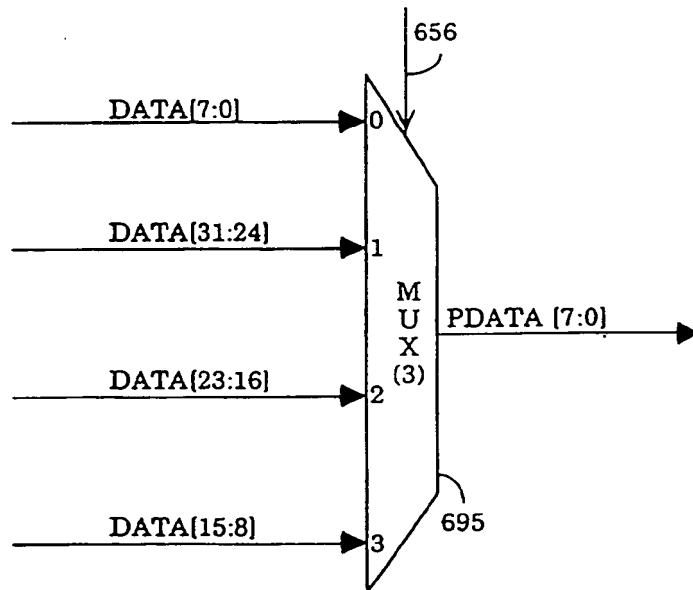 656
DATA[7:0]
0
DATA[31:24]
1
M
U
X
(3)
PDATA [7:0]
DATA[23:16]
2
695
DATA[15:8]
3